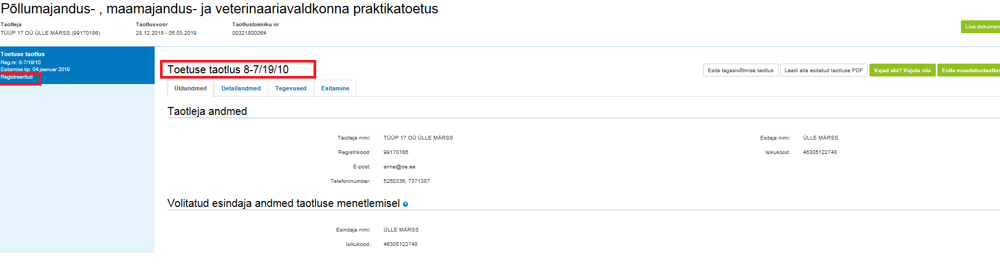 Põllumajandus- , maamajandus- ja veterinaariavaldkonna praktikatoetus
Taotleja Taotlusvoor Taotlustoimiku nr
TÜÜP 17 OÜ ÜLLE MÄRSS (99170186) 28.12.2018 - 05.03.2019 00321800064
Lisa dokumen
Toetuse taotlus
Reg.nr: 8-7/19/10
Esitamise kp: 04.jaanuar 2019
Registreeritud
Toetuse taotlus 8-7/19/10
Esita tagasivõtmise taotlus Laadi alla esitatud taotluse PDF Vajad abi? Vajuta siia Esita muudatustaotlus
Üldandmed Detailandmed Tegevused Esitamine
Taotleja andmed
Taotleja nimi: TÜÜP 17 OÜ ÜLLE MÄRSS Esitaja nimi: ÜLLE MÄRSS
Registrikood: 99170186 Isikukood: 46305122748
E-post: anne@oe.ee
Telefoninumber: 5250336, 7371387
Volitatud esindaja andmed taotluse menetlemisel ?
Esindaja nimi: ÜLLE MÄRSS
Isikukood: 46305122748